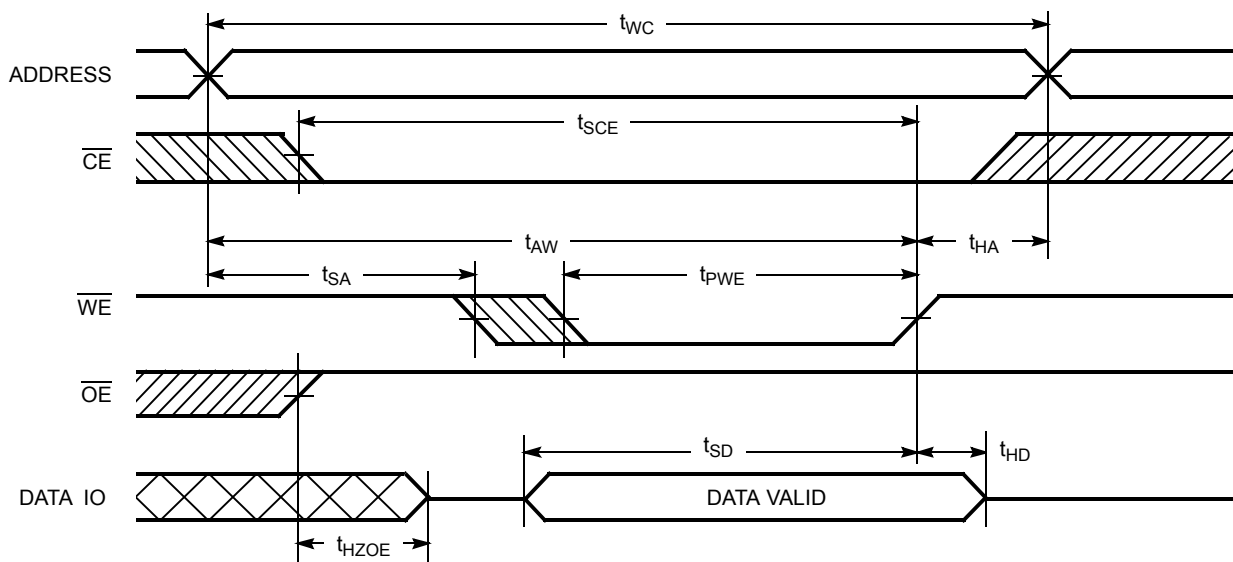 tWC
ADDRESS
tSCE
CE
tAW
tHA
tSA
tPWE
WE
OE
tSD
tHD
DATA IO
DATA VALID
tHZOE